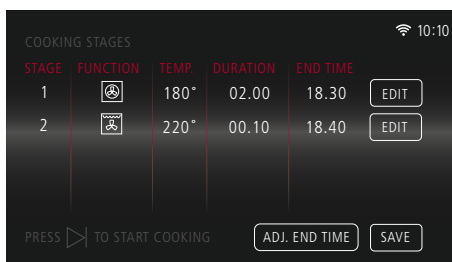 10:10
COOKING STAGES
STAGE FUNCTION TEMP. DURATION END TIME
1 180° 02.00 18.30 EDIT
2 220° 00.10 18.40 EDIT
PRESS TO START COOKING ADJ. END TIME SAVE